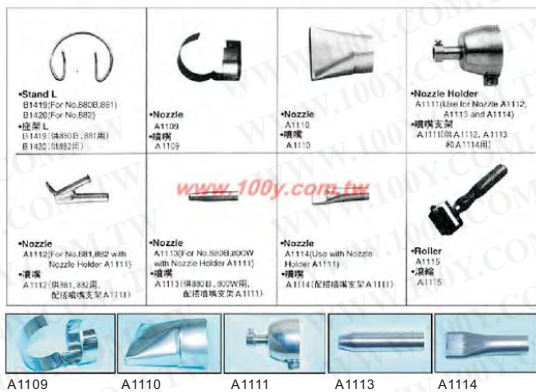 •Stand L
B1419(For No.880B,881)
B1420(For No.882)
•座架 L
B1419(供880B,881用)
B1420(供882用)
•Nozzle
A1109
•噴嘴
A1109
•Nozzle
A1110
•噴嘴
A1110
•Nozzle Holder
A1111(Use for Nozzle A1112,
A1113 and A1114)
•噴嘴支架
A1111(供A1112, A1113
和A1114用)
www.100y.com.tw
•Nozzle
A1112(For No.881,882 with
Nozzle Holder A1111)
•噴嘴
A1112(供881, 882用,
配搭噴嘴支架A1111)
•Nozzle
A1113(For No.880B,800W
with Nozzle Holder A1111)
•噴嘴
A1113(供880B,800W用,
配搭噴嘴支架A1111)
•Nozzle
A1114(Use with Nozzle
Holder A1111)
•噴嘴
A1114(配搭噴嘴支架A1111)
•Roller
A1115
•滾輪
A1115
A1109
A1110
A1111
A1113
A1114